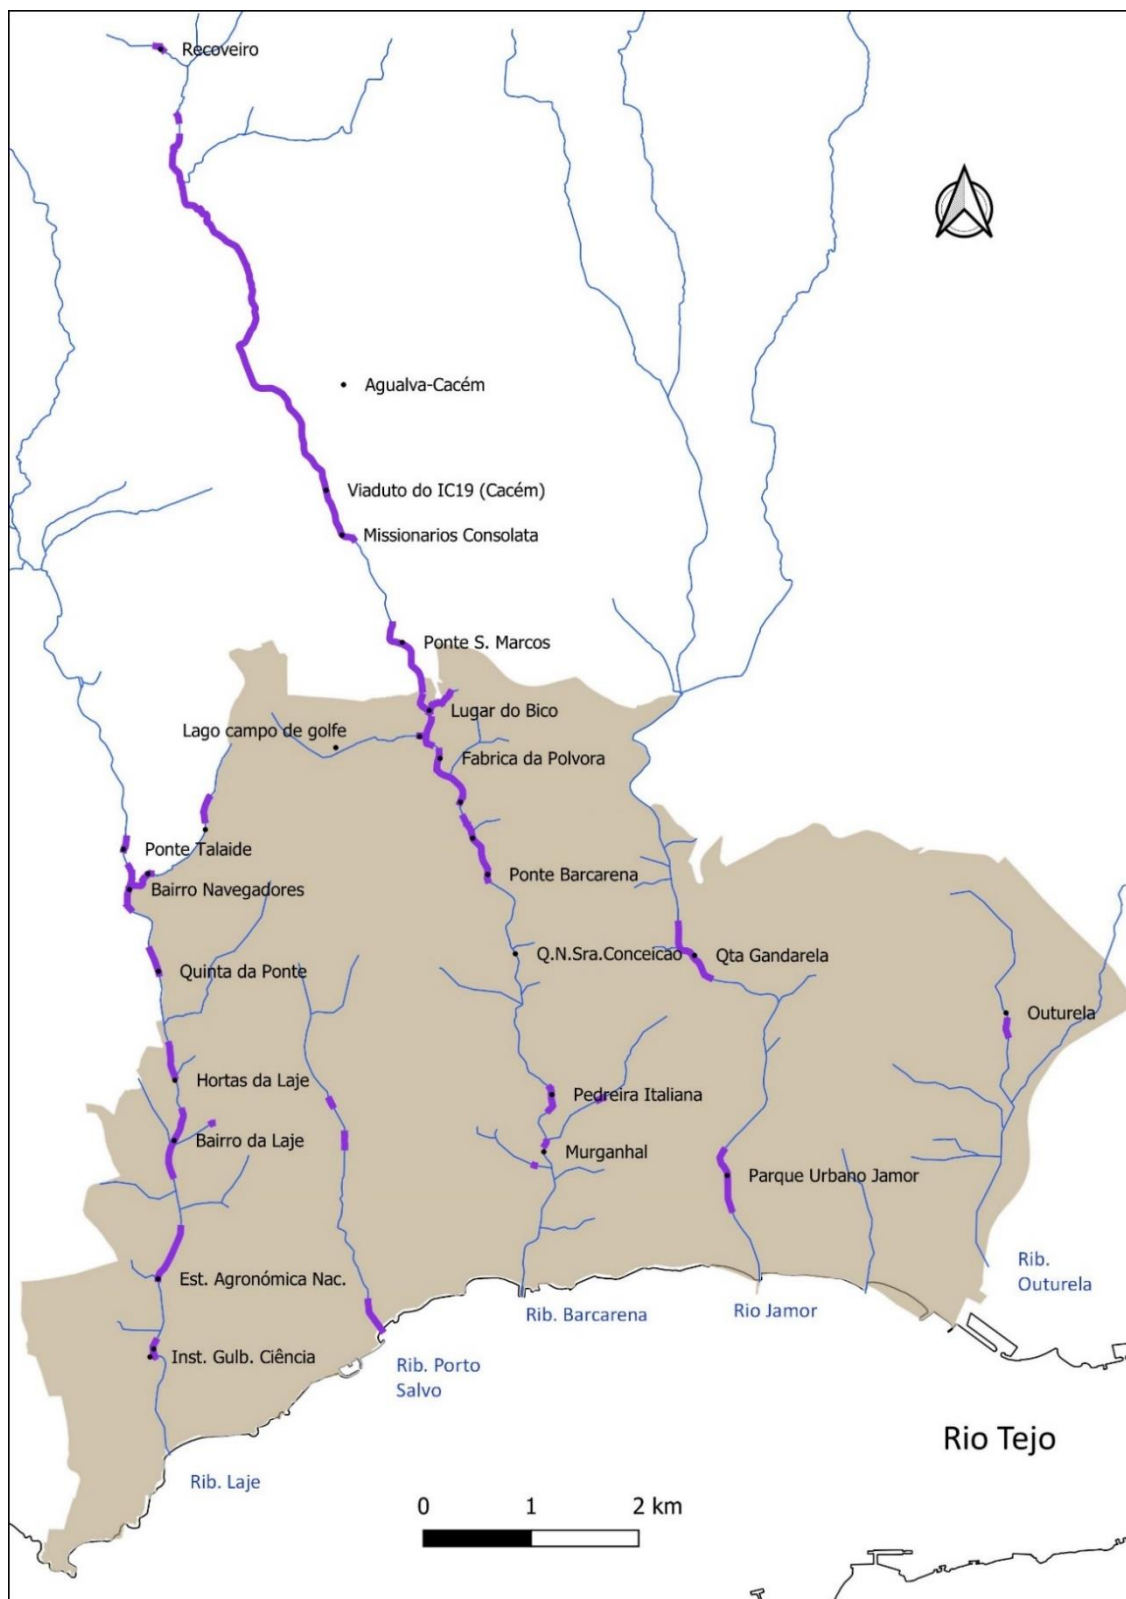 Recoveiro
Agualva-Cacém
Viaduto do IC19 (Cacém)
Missionarios Consolata
Ponte S. Marcos
Lugar do Bico
Lago campo de golfe
Fabrica da Polvora
Ponte Talaide
Ponte Barcarena
Bairro Navegadores
Q.N.Sra.Conceicao
Qta Gandarela
Quinta da Ponte
Outurela
Hortas da Laje
Pedreira Italiana
Bairro da Laje
Murganhal
Parque Urbano Jamor
Est. Agronómica Nac.
Rib.
Outurela
Rib. Barcarena
Rio Jamor
Inst. Gulb. Ciência
Rib. Porto
Salvo
Rio Tejo
Rib. Laje
0 1 2 km